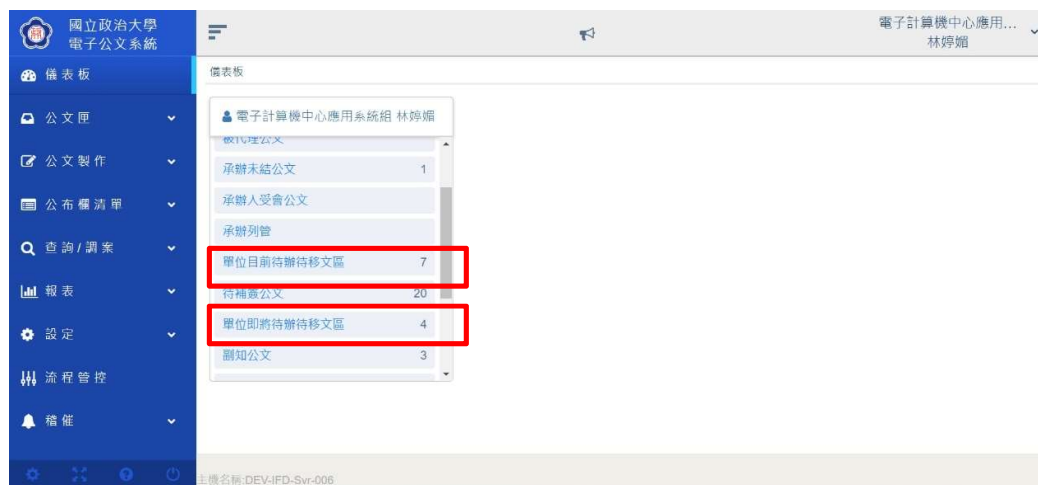 國立政治大學
電子公文系統
電子計算機中心應用...
林婷媚
儀表板
公文匣
公文製作
公布欄清單
查詢/調案
報表
設定
流程管控
稽催
儀表板
電子計算機中心應用系統組 林婷媚
被代理公文
承辦未結公文 1
承辦人受會公文
承辦列管
單位目前待辦待移文區 7
待補簽公文 20
單位即將待辦待移文區 4
副知公文 3
主機名稱:DEV-IFD-Svr-006